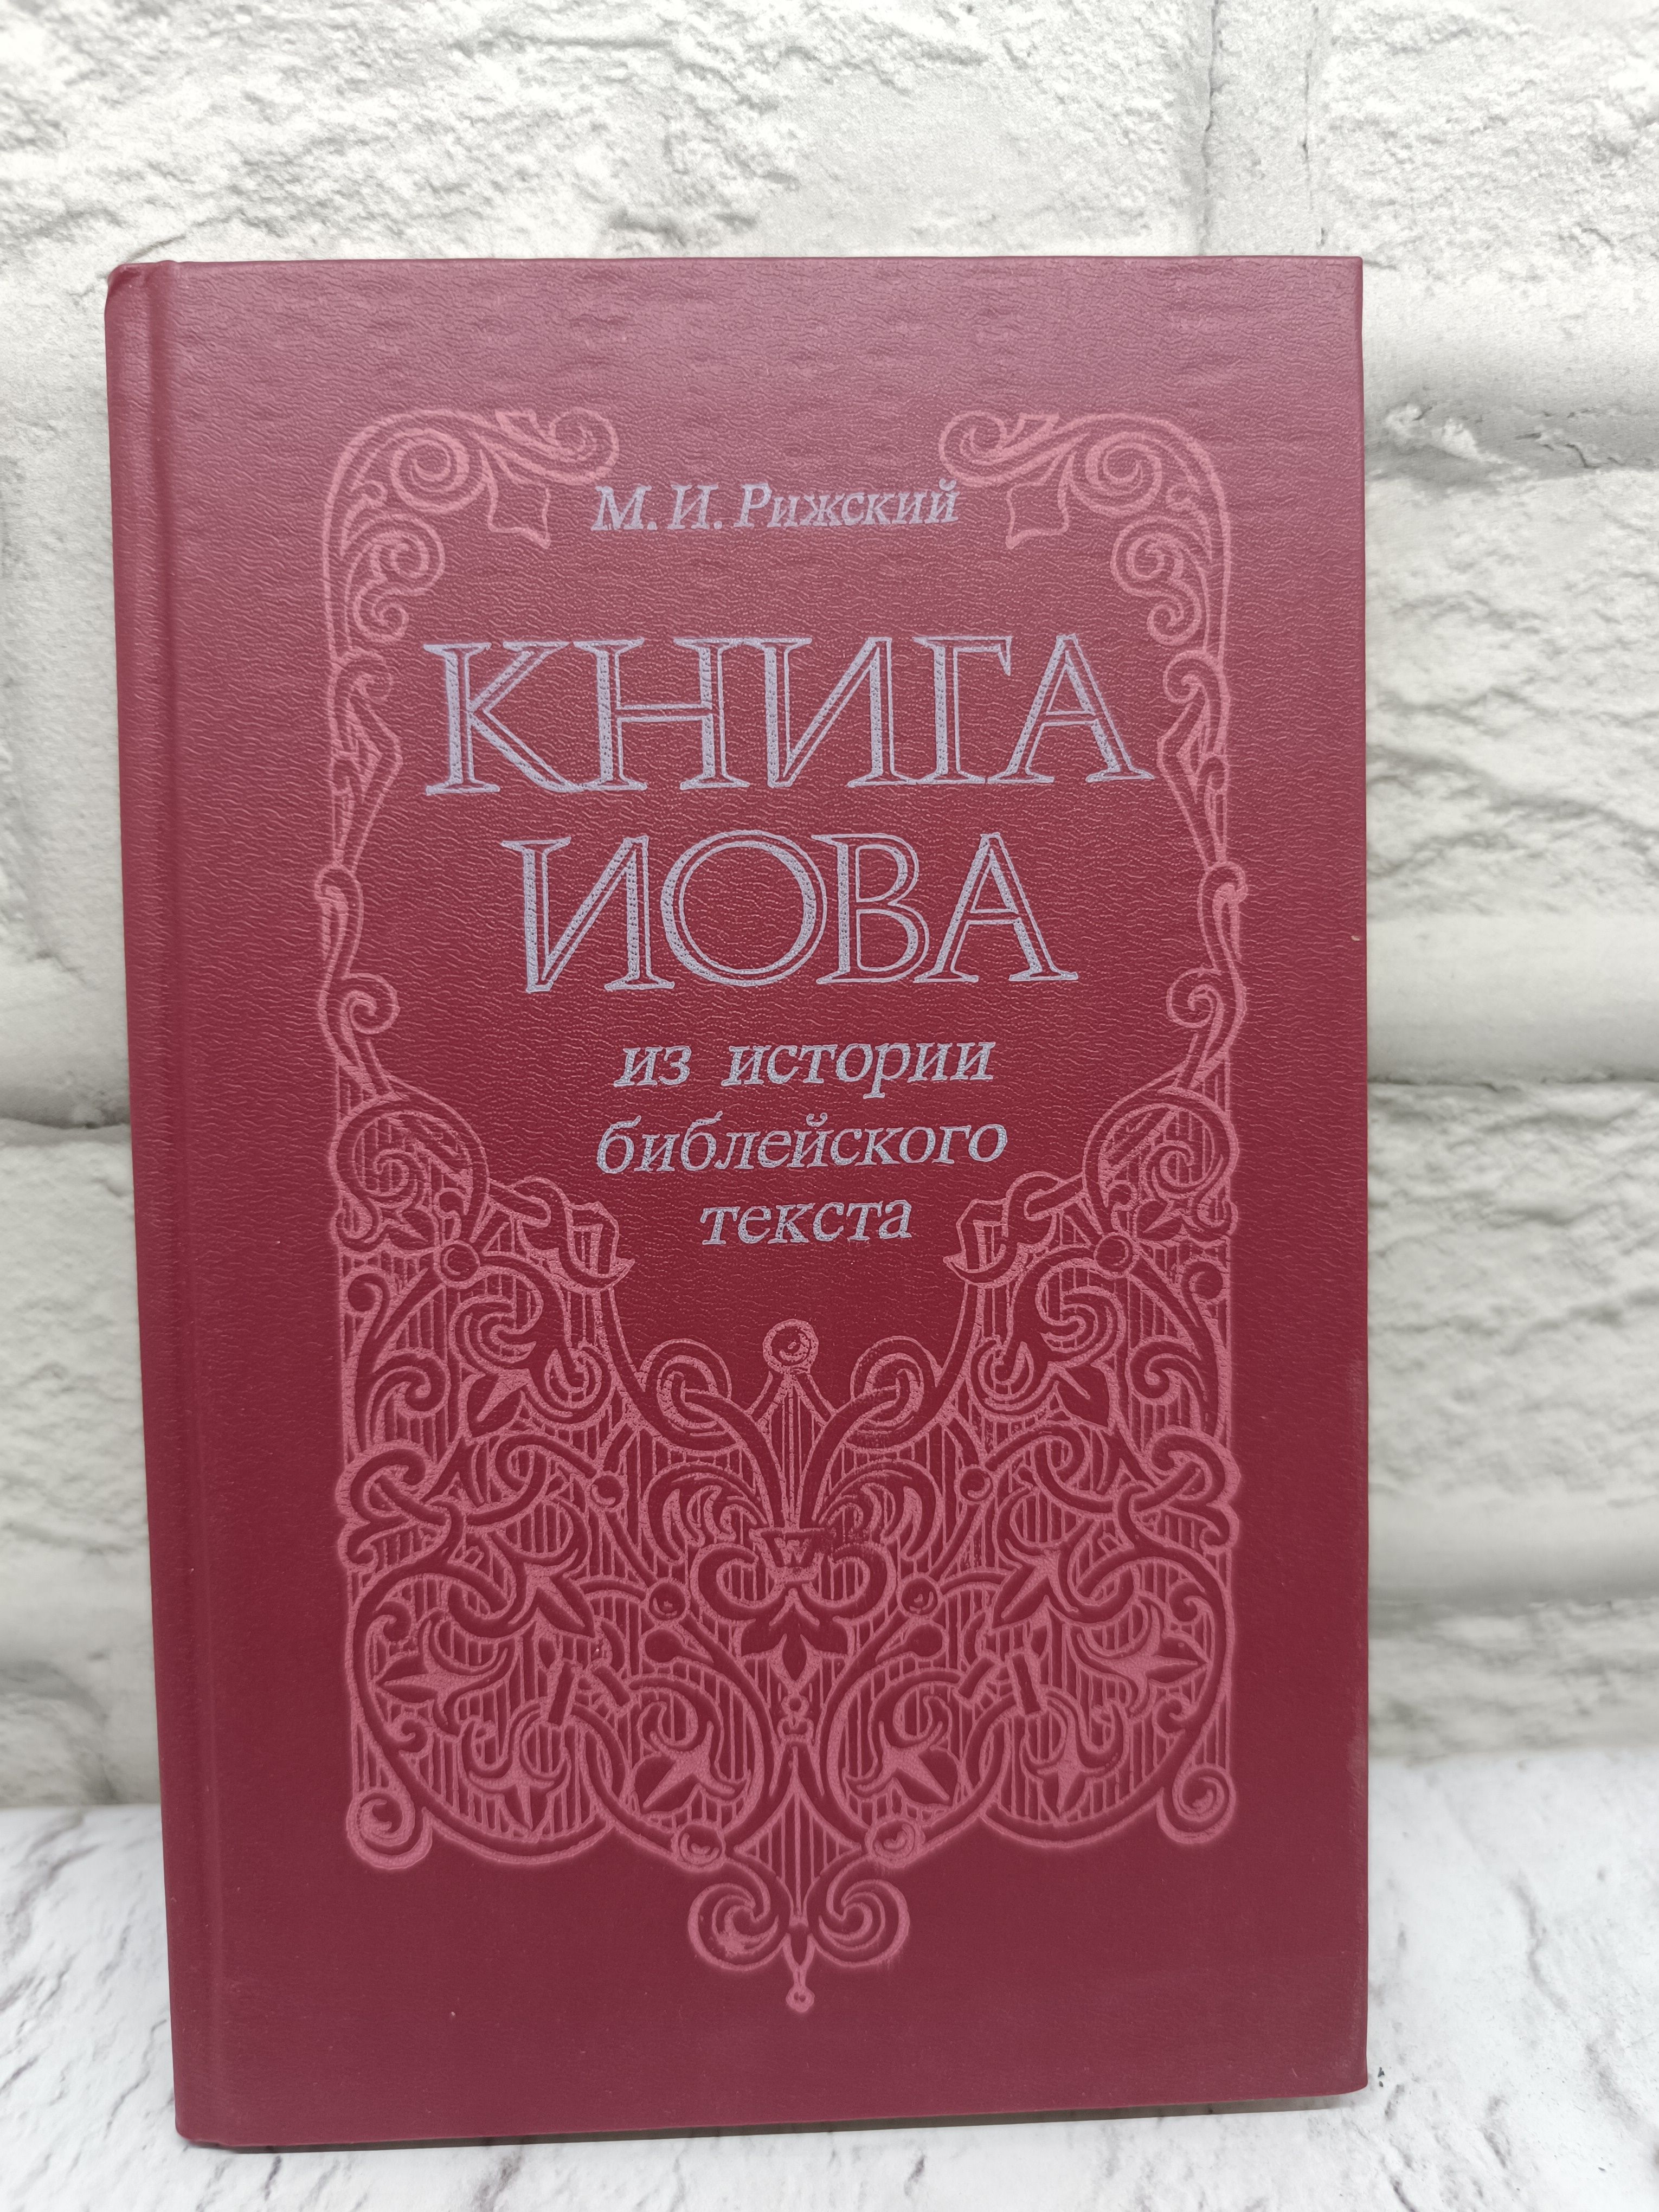 М. И. Рижский
КНИГА
ИОВА
из истории
библейского
текста